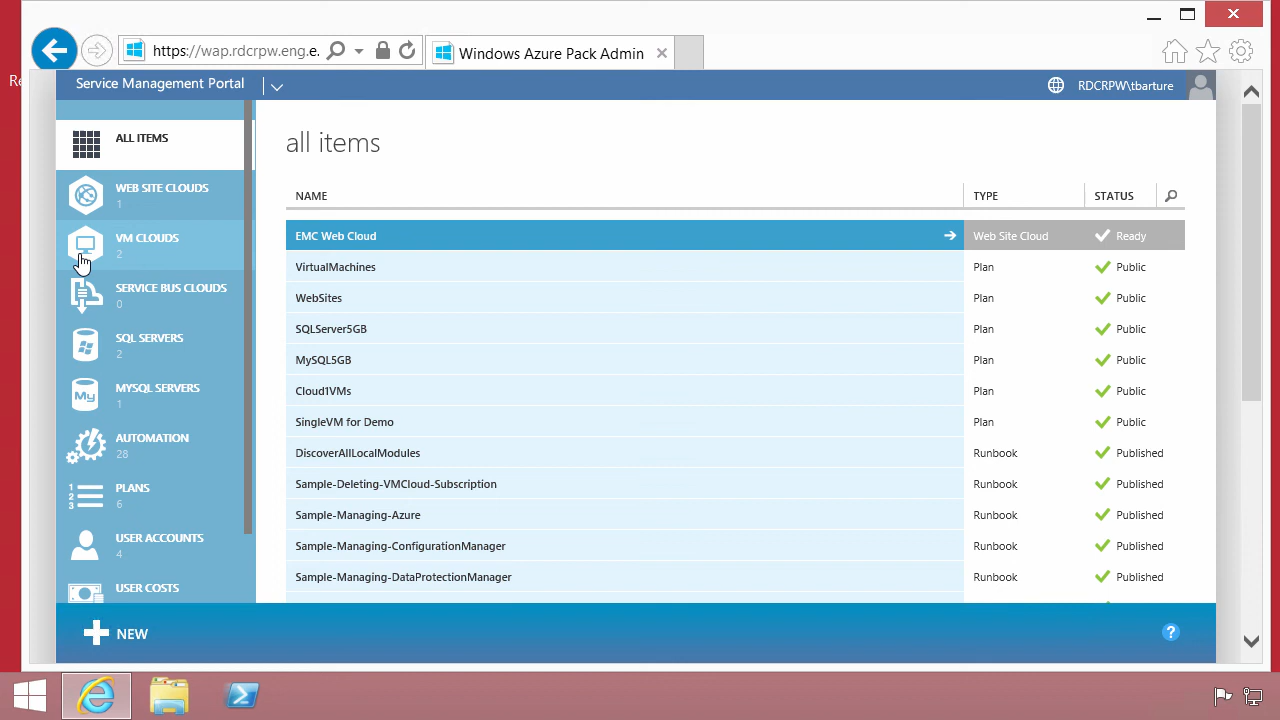 https://wap.rdcrpw.eng.e.
Windows Azure Pack Admin
Re
Service Management Portal
RDCRPW\tbarture
ALL ITEMS
WEB SITE CLOUDS
1
VM CLOUDS
2
SERVICE BUS CLOUDS
0
SQL SERVERS
2
MYSQL SERVERS
My
1
AUTOMATION
28
PLANS
1
2
3
6
USER ACCOUNTS
4
USER COSTS
all items
NAME TYPE STATUS
EMC Web Cloud Web Site Cloud Ready
VirtualMachines Plan Public
WebSites Plan Public
SQLServer5GB Plan Public
MySQL5GB Plan Public
Cloud1VMs Plan Public
SingleVM for Demo Plan Public
DiscoverAllLocalModules Runbook Published
Sample-Deleting-VMCloud-Subscription Runbook Published
Sample-Managing-Azure Runbook Published
Sample-Managing-ConfigurationManager Runbook Published
Sample-Managing-DataProtectionManager Runbook Published
NEW
?